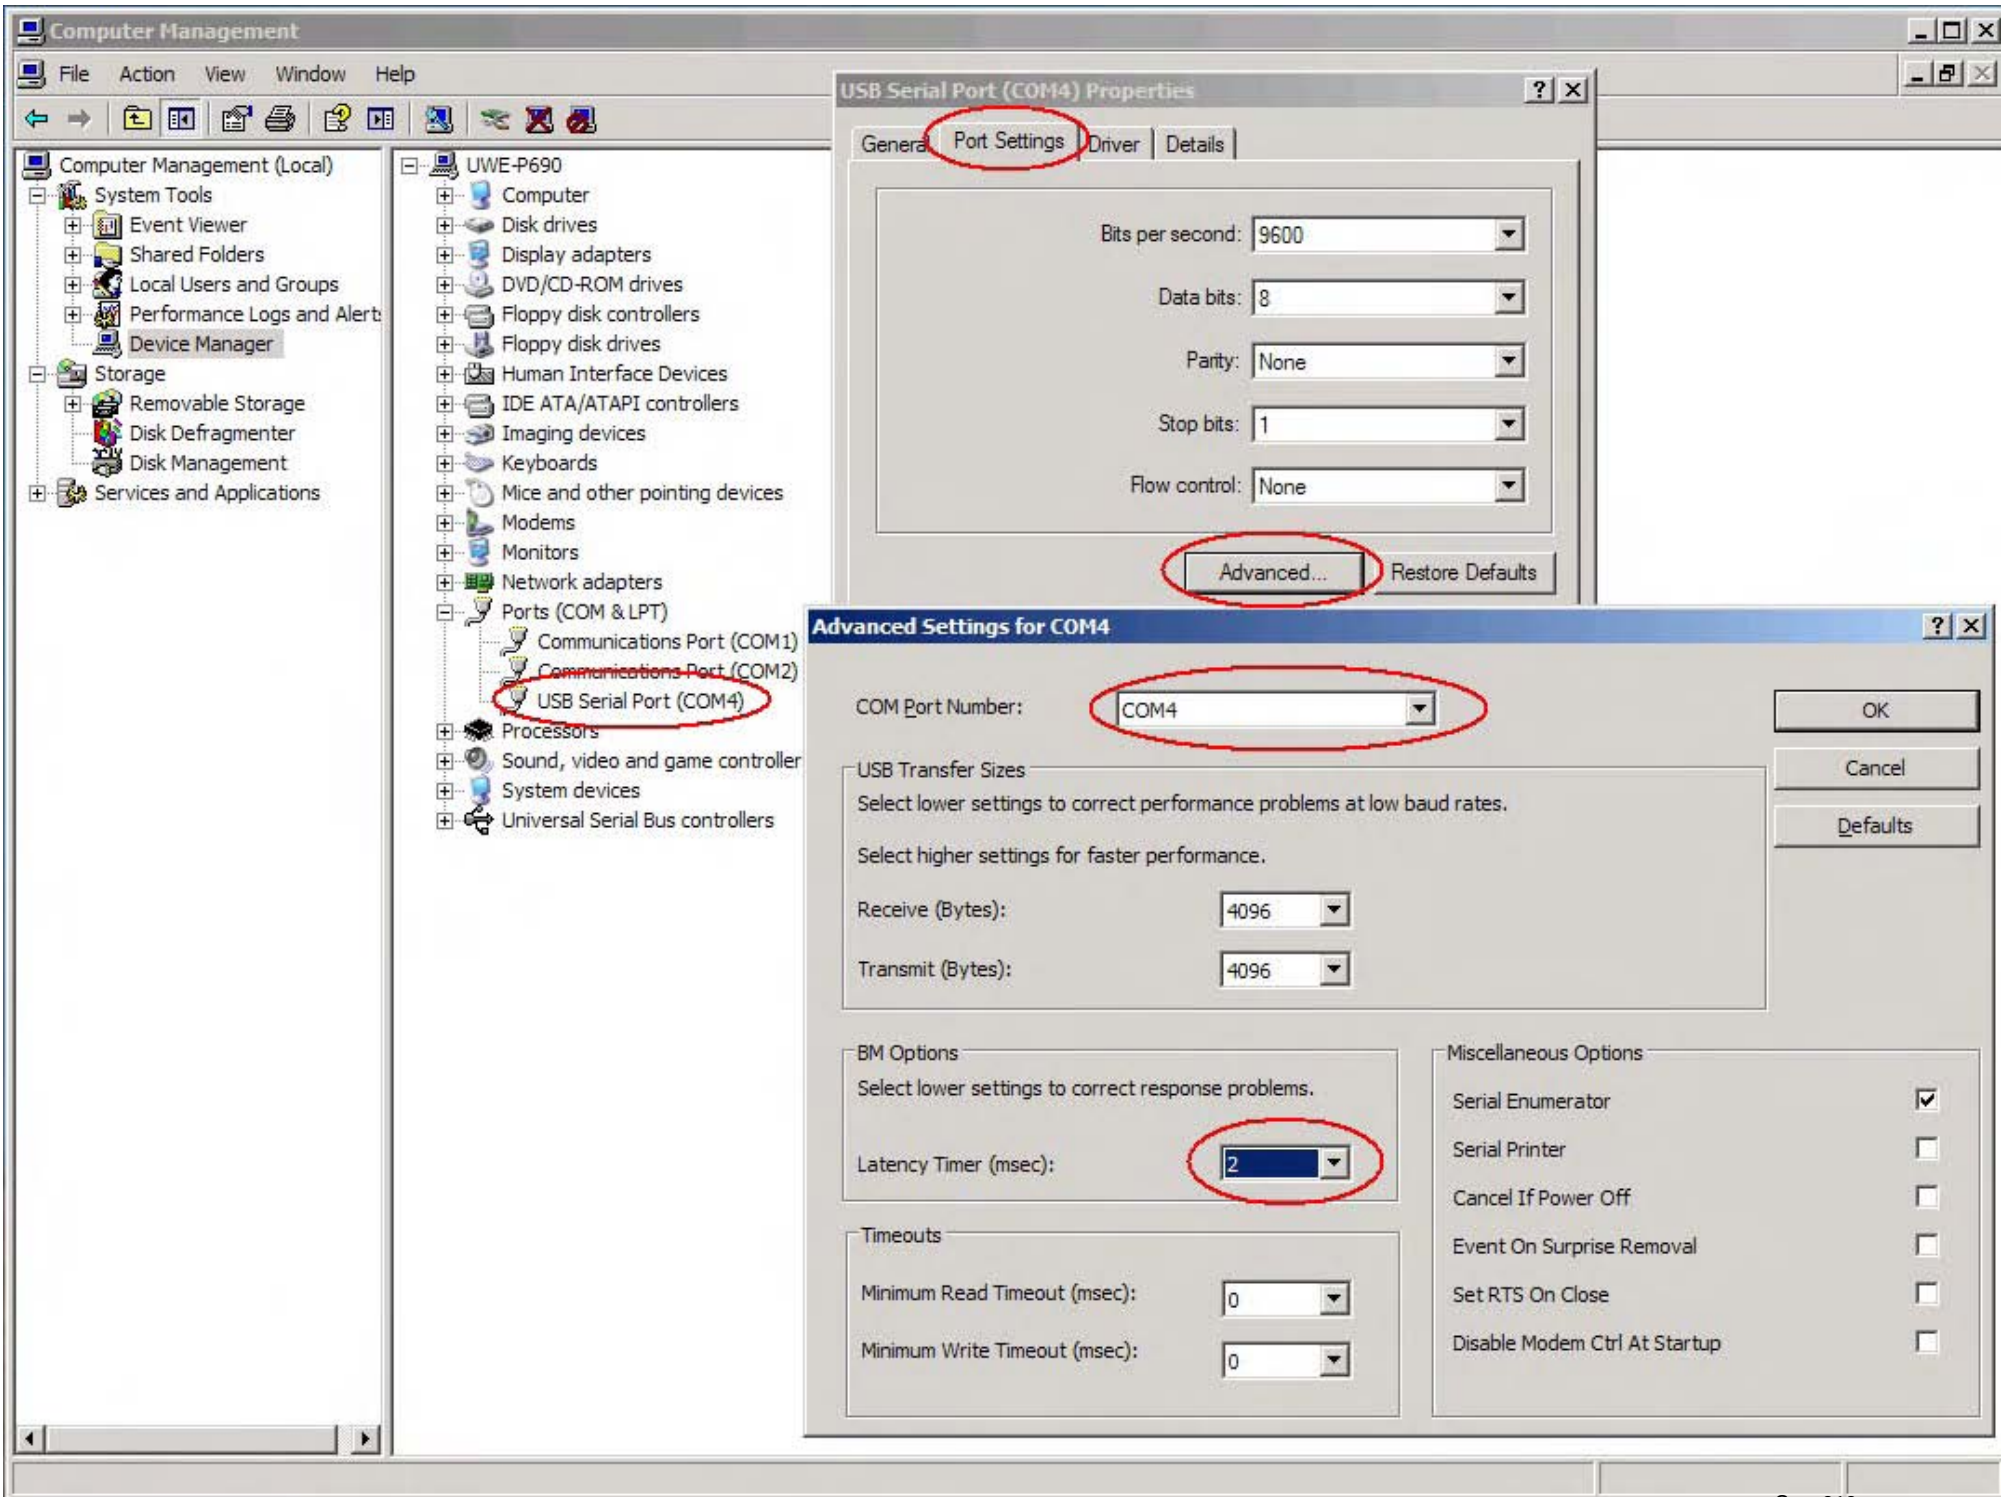 Computer Management
File Action View Window Help
Computer Management (Local)
System Tools
Event Viewer
Shared Folders
Local Users and Groups
Performance Logs and Alert
Device Manager
Storage
Removable Storage
Disk Defragmenter
Disk Management
Services and Applications
UWE-P690
Computer
Disk drives
Display adapters
DVD/CD-ROM drives
Floppy disk controllers
Floppy disk drives
Human Interface Devices
IDE ATA/ATAPI controllers
Imaging devices
Keyboards
Mice and other pointing devices
Modems
Monitors
Network adapters
Ports (COM & LPT)
Communications Port (COM1)
Communications Port (COM2)
USB Serial Port (COM4)
Processors
Sound, video and game controller
System devices
Universal Serial Bus controllers
USB Serial Port (COM4) Properties
General Port Settings Driver Details
Bits per second: 9600
Data bits: 8
Parity: None
Stop bits: 1
Flow control: None
Advanced... Restore Defaults
Advanced Settings for COM4
COM Port Number: COM4
OK
Cancel
Defaults
USB Transfer Sizes
Select lower settings to correct performance problems at low baud rates.
Select higher settings for faster performance.
Receive (Bytes): 4096
Transmit (Bytes): 4096
BM Options
Select lower settings to correct response problems.
Latency Timer (msec): 2
Timeouts
Minimum Read Timeout (msec): 0
Minimum Write Timeout (msec): 0
Miscellaneous Options
Serial Enumerator
Serial Printer
Cancel If Power Off
Event On Surprise Removal
Set RTS On Close
Disable Modem Ctrl At Startup